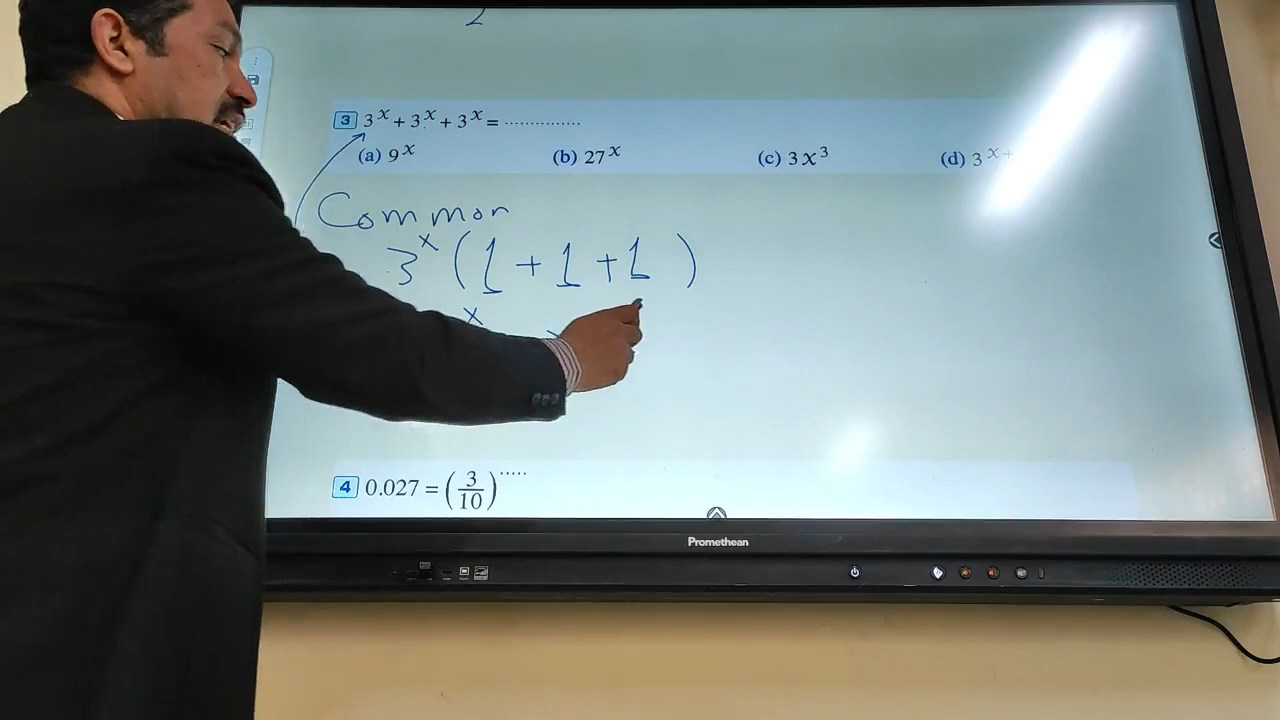 2
3 3^x + 3^x + 3^x = ..............
(a) 9^x (b) 27^x (c) 3x^3 (d) 3^x+
Common
3^x (1 + 1 + 1)
x
4 0.027 = (3/10)^.....
Promethean